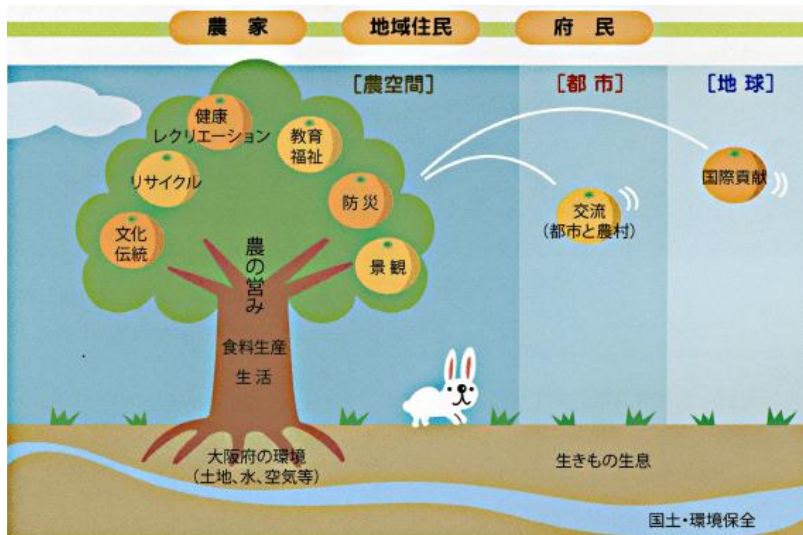 農家
地域住民
府民
[農空間]
[都市]
[地球]
健康
レクリエーション
教育
福祉
リサイクル
防災
文化
伝統
景観
国際貢献
交流
(都市と農村)
農の営み
食料生産
生活
大阪府の環境
(土地、水、空気等)
生きもの生息
国土・環境保全